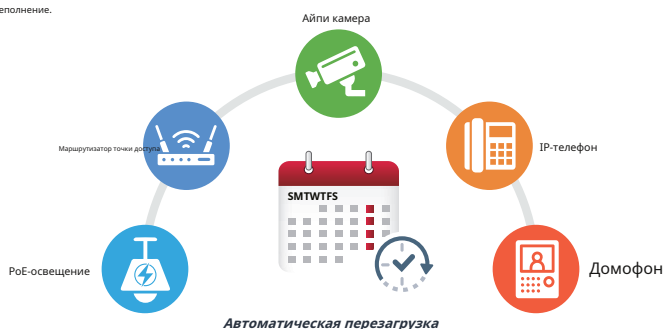 еполнение.
Айпи камера
Маршрутизатор точки доступа
IP-телефон
SMTWTFS
PoE-освещение
Домофон
Автоматическая перезагрузка